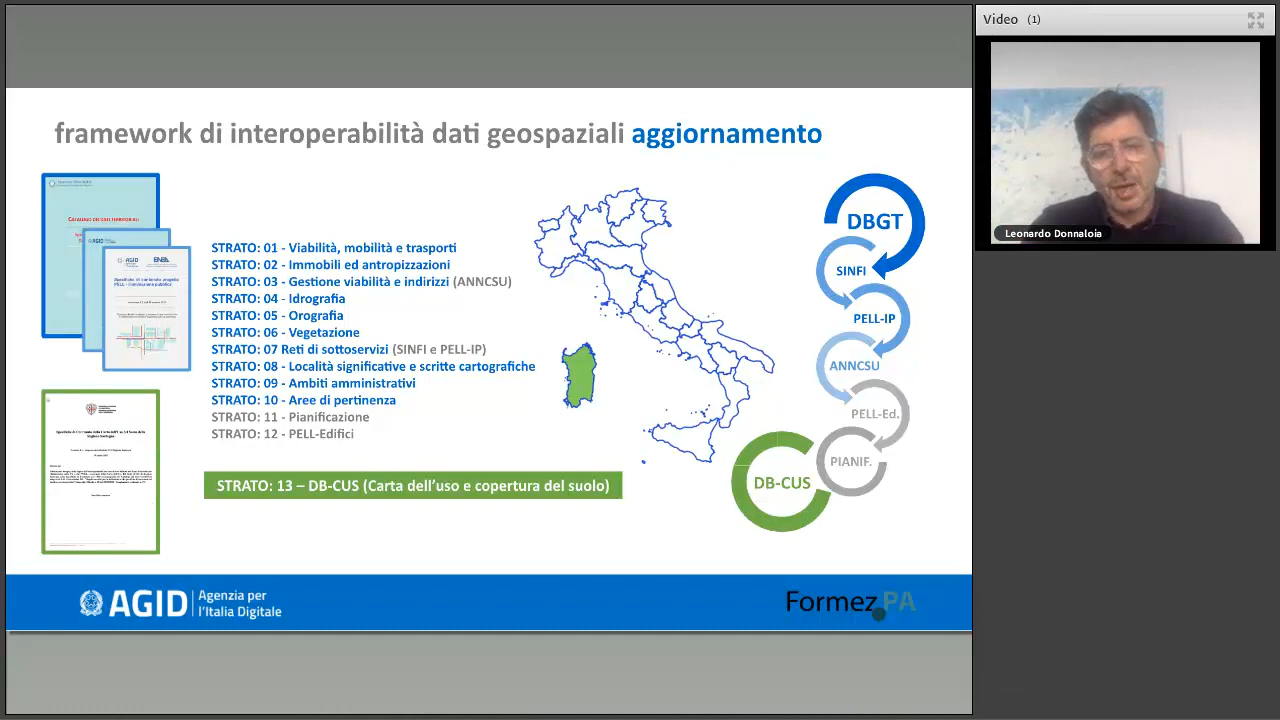 Video (1)
Leonardo Donnaloia
framework di interoperabilità dati geospaziali aggiornamento
STRATO: 01 - Viabilità, mobilità e trasporti
STRATO: 02 - Immobili ed antropizzazioni
STRATO: 03 - Gestione viabilità e indirizzi (ANNCSU)
STRATO: 04 - Idrografia
STRATO: 05 - Orografia
STRATO: 06 - Vegetazione
STRATO: 07 Reti di sottoservizi (SINFI e PELL-IP)
STRATO: 08 - Località significative e scritte cartografiche
STRATO: 09 - Ambiti amministrativi
STRATO: 10 - Aree di pertinenza
STRATO: 11 - Pianificazione
STRATO: 12 - PELL-Edifici
STRATO: 13 – DB-CUS (Carta dell'uso e copertura del suolo)
DBGT
SINFI
PELL-IP
ANNCSU
PELL-Ed.
PIANIF.
DB-CUS
AGID
Agenzia per
l'Italia Digitale
Formez PA